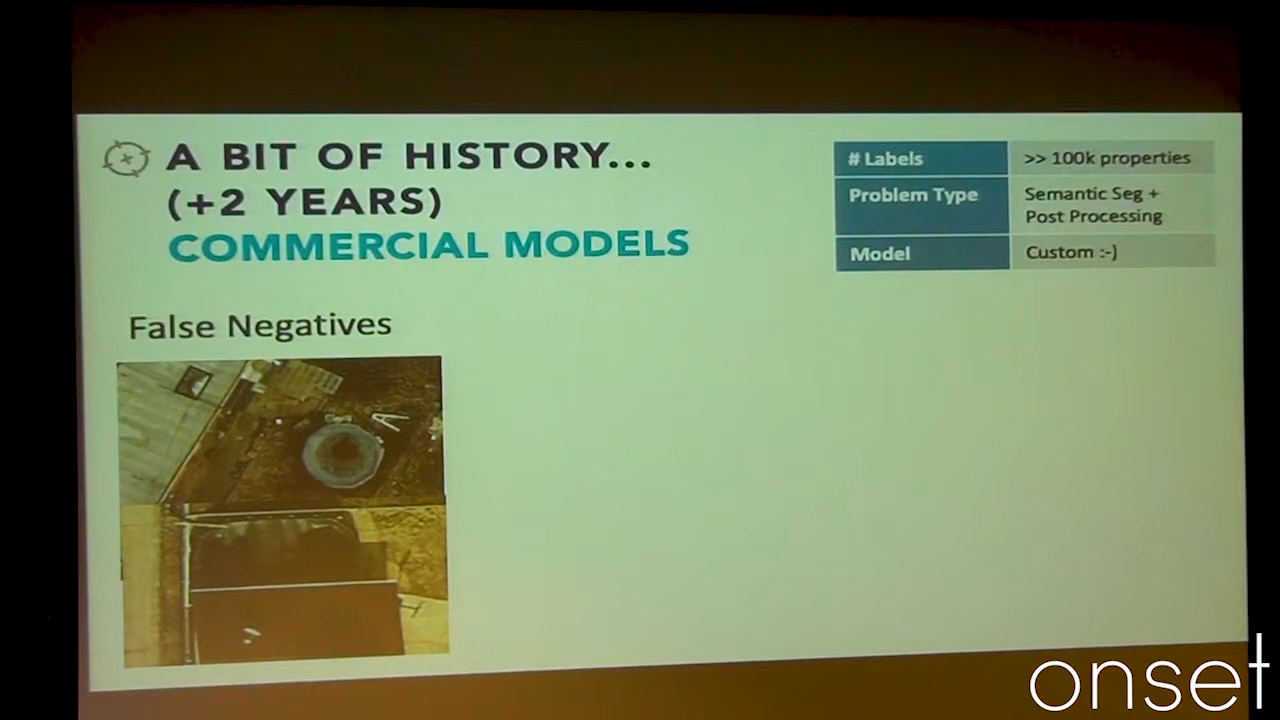 A BIT OF HISTORY...
(+2 YEARS)
COMMERCIAL MODELS
# Labels >> 100k properties
Problem Type Semantic Seg +
Post Processing
Model Custom :-)
False Negatives
onset